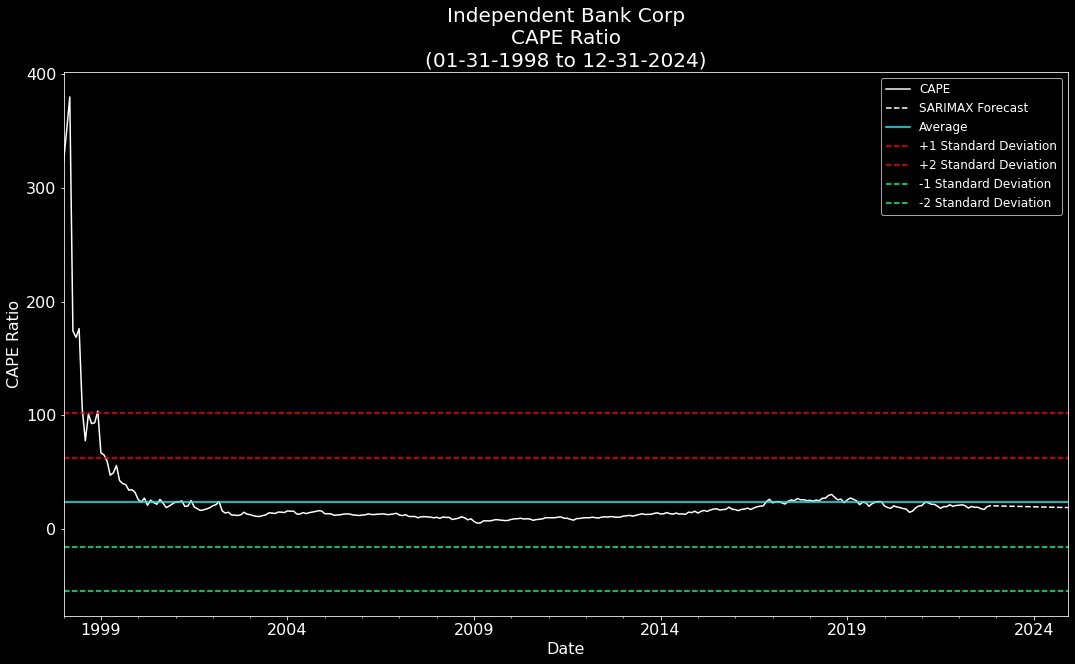 Independent Bank Corp
CAPE Ratio
(01-31-1998 to 12-31-2024)
CAPE
SARIMAX Forecast
Average
+1 Standard Deviation
+2 Standard Deviation
-1 Standard Deviation
-2 Standard Deviation
400
300
200
100
0
CAPE Ratio
1999
2004
2009
2014
2019
2024
Date